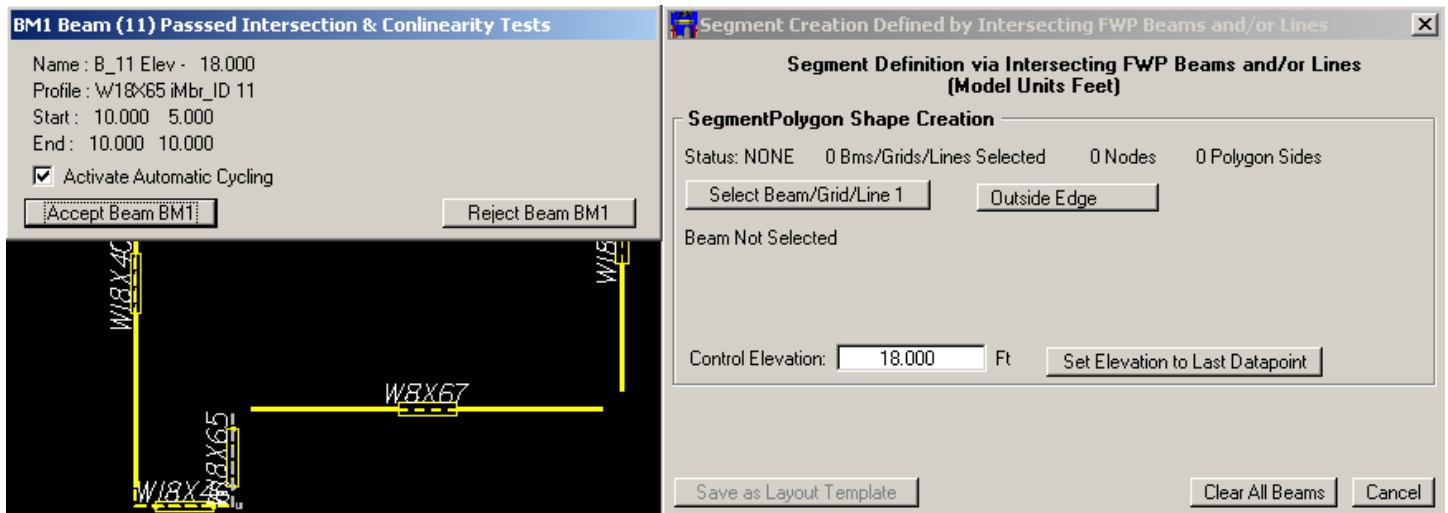 BM1 Beam (11) Passsed Intersection & Conlinearity Tests
Name : B_11 Elev - 18.000
Profile : W18X65 iMbr_ID 11
Start : 10.000 5.000
End : 10.000 10.000
Activate Automatic Cycling
Accept Beam BM1
Reject Beam BM1
W8X67
Segment Creation Defined by Intersecting FWP Beams and/or Lines
Segment Definition via Intersecting FWP Beams and/or Lines
(Model Units Feet)
SegmentPolygon Shape Creation
Status: NONE 0 Bms/Grids/Lines Selected 0 Nodes 0 Polygon Sides
Select Beam/Grid/Line 1
Outside Edge
Beam Not Selected
Control Elevation: 18.000 Ft
Set Elevation to Last Datapoint
Save as Layout Template
Clear All Beams
Cancel